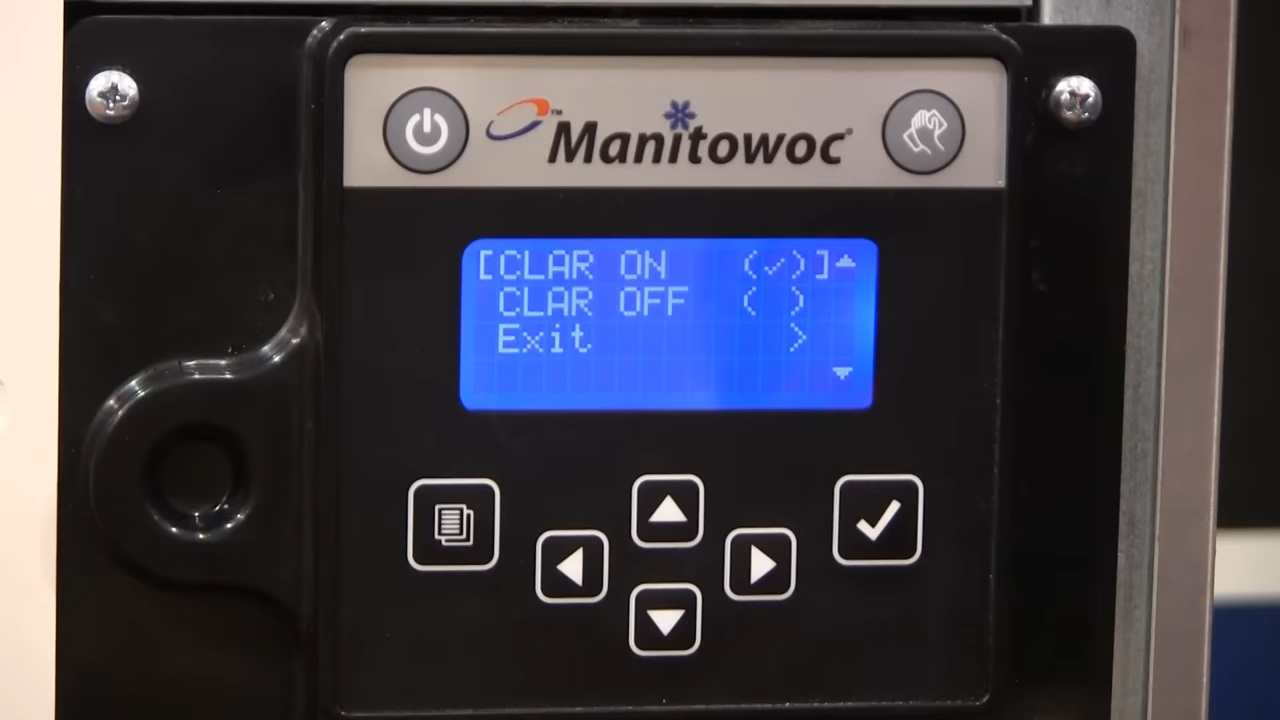 Manitowoc®
[CLAR ON (✓)]
CLAR OFF ( )
Exit >